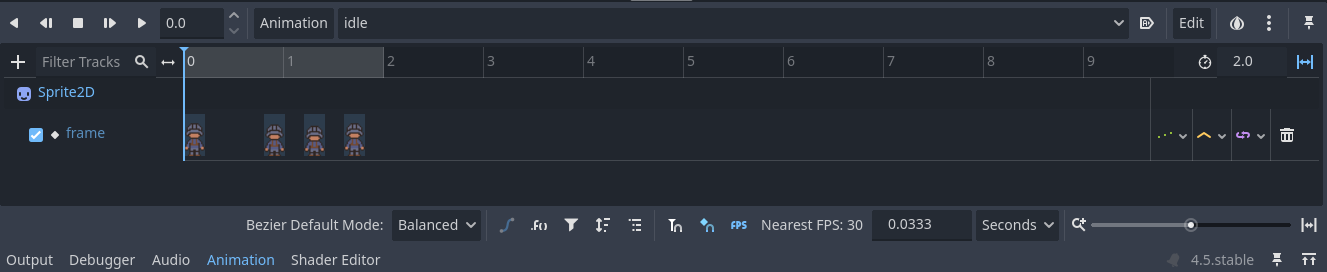 0.0 Animation idle Edit
Filter Tracks 0 1 2 3 4 5 6 7 8 9 2.0
Sprite2D
frame
Bezier Default Mode: Balanced .f() FPS Nearest FPS: 30 0.0333 Seconds
Output Debugger Audio Animation Shader Editor 4.5.stable